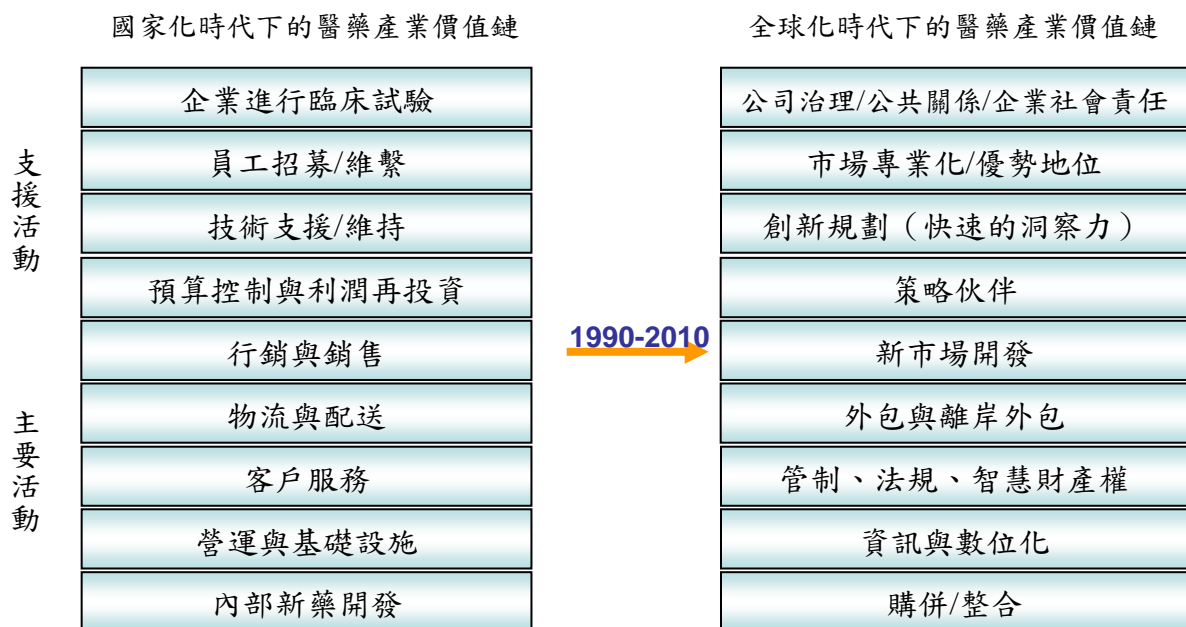 國家化時代下的醫藥產業價值鏈
全球化時代下的醫藥產業價值鏈
支援活動
主要活動
企業進行臨床試驗
員工招募/維繫
技術支援/維持
預算控制與利潤再投資
行銷與銷售
物流與配送
客戶服務
營運與基礎設施
內部新藥開發
1990-2010
公司治理/公共關係/企業社會責任
市場專業化/優勢地位
創新規劃（快速的洞察力）
策略伙伴
新市場開發
外包與離岸外包
管制、法規、智慧財產權
資訊與數位化
購併/整合